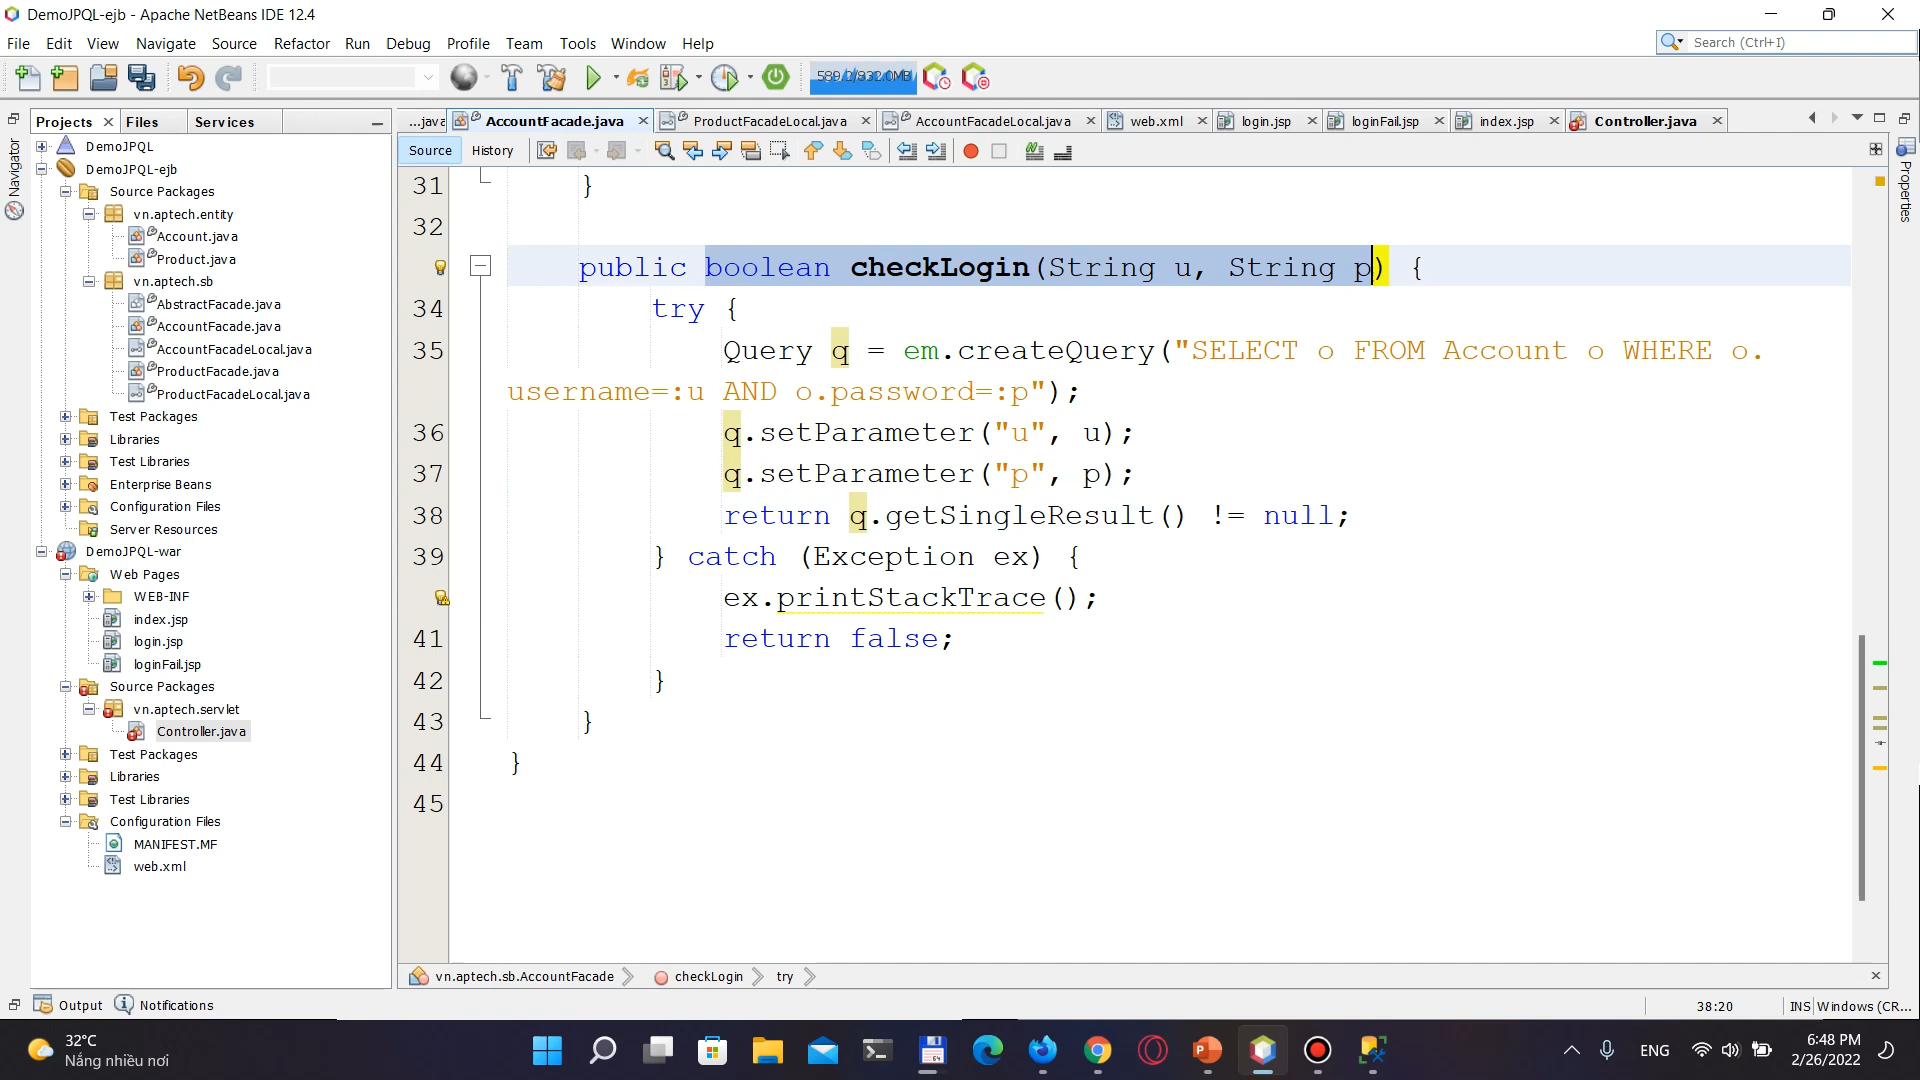 DemoJPQL-ejb - Apache NetBeans IDE 12.4
File Edit View Navigate Source Refactor Run Debug Profile Team Tools Window Help
Search (Ctrl+I)
589.2/832.0MB
Projects Files Services
...java AccountFacade.java ProductFacadeLocal.java AccountFacadeLocal.java web.xml login.jsp loginFail.jsp index.jsp Controller.java
Source History
Navigator
Properties
DemoJPQL
DemoJPQL-ejb
Source Packages
vn.aptech.entity
Account.java
Product.java
vn.aptech.sb
AbstractFacade.java
AccountFacade.java
AccountFacadeLocal.java
ProductFacade.java
ProductFacadeLocal.java
Test Packages
Libraries
Test Libraries
Enterprise Beans
Configuration Files
Server Resources
DemoJPQL-war
Web Pages
WEB-INF
index.jsp
login.jsp
loginFail.jsp
Source Packages
vn.aptech.servlet
Controller.java
Test Packages
Libraries
Test Libraries
Configuration Files
MANIFEST.MF
web.xml
31 }
32
public boolean checkLogin(String u, String p) {
34 try {
35 Query q = em.createQuery("SELECT o FROM Account o WHERE o.
username=:u AND o.password=:p");
36 q.setParameter("u", u);
37 q.setParameter("p", p);
38 return q.getSingleResult() != null;
39 } catch (Exception ex) {
ex.printStackTrace();
41 return false;
42 }
43 }
44 }
45
vn.aptech.sb.AccountFacade checkLogin try
Output Notifications
38:20 INS Windows (CR...
32°C
Nắng nhiều nơi
ENG
6:48 PM
2/26/2022